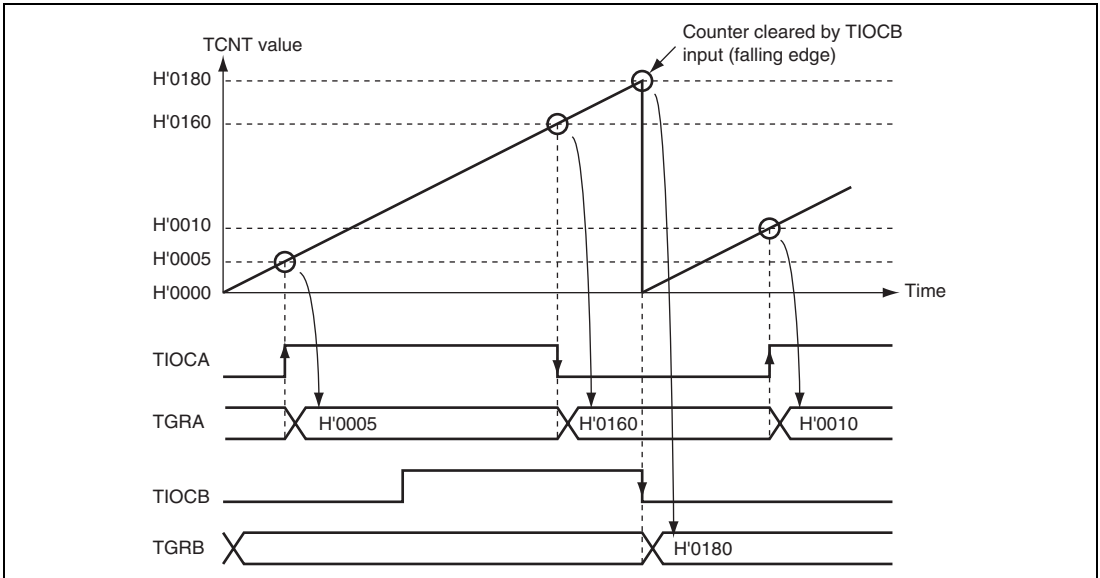 Counter cleared by TIOCB
input (falling edge)
TCNT value
H'0180
H'0160
H'0010
H'0005
H'0000
Time
TIOCA
TGRA
H'0005
H'0160
H'0010
TIOCB
TGRB
H'0180